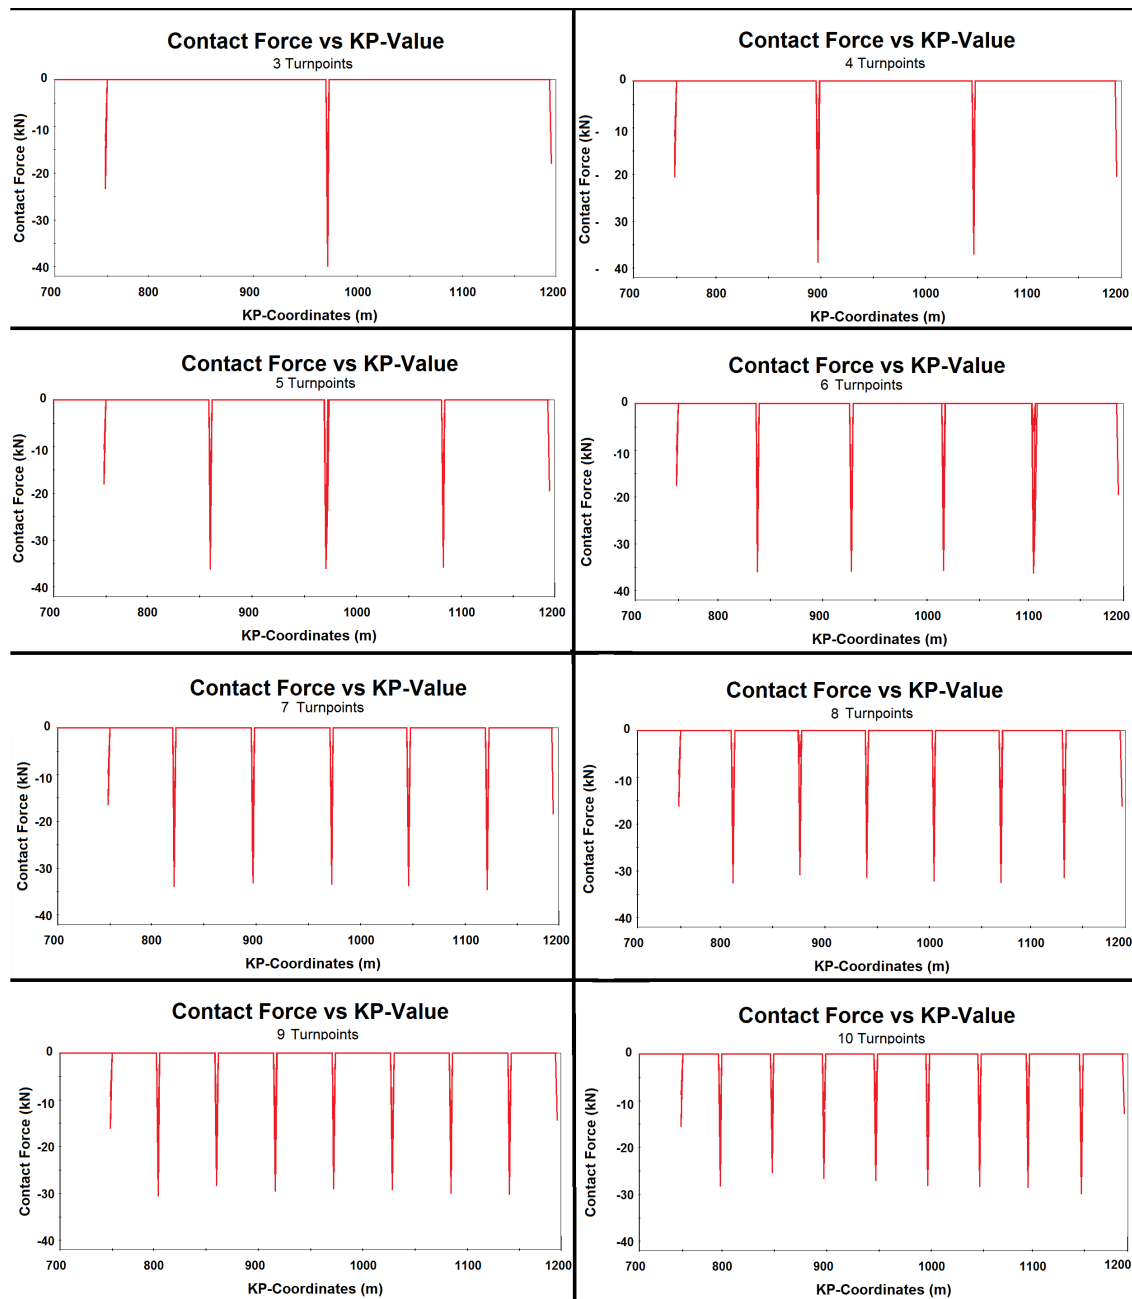 Contact Force vs KP-Value
3 Turnpoints
Contact Force (kN)
0
-10
-20
-30
-40
700 800 900 1000 1100 1200
KP-Coordinates (m)
Contact Force vs KP-Value
4 Turnpoints
Contact Force (kN)
0
- 10
- 20
- 30
- 40
700 800 900 1000 1100 1200
KP-Coordinates (m)
Contact Force vs KP-Value
5 Turnpoints
Contact Force (kN)
0
-10
-20
-30
-40
700 800 900 1000 1100 1200
KP-Coordinates (m)
Contact Force vs KP-Value
6 Turnpoints
Contact Force (kN)
0
-10
-20
-30
-40
700 800 900 1000 1100 1200
KP-Coordinates (m)
Contact Force vs KP-Value
7 Turnpoints
Contact Force (kN)
0
-10
-20
-30
-40
700 800 900 1000 1100 1200
KP-Coordinates (m)
Contact Force vs KP-Value
8 Turnpoints
Contact Force (kN)
0
-10
-20
-30
-40
700 800 900 1000 1100 1200
KP-Coordinates (m)
Contact Force vs KP-Value
9 Turnpoints
Contact Force (kN)
0
-10
-20
-30
-40
700 800 900 1000 1100 1200
KP-Coordinates (m)
Contact Force vs KP-Value
10 Turnpoints
Contact Force (kN)
0
-10
-20
-30
-40
700 800 900 1000 1100 1200
KP-Coordinates (m)